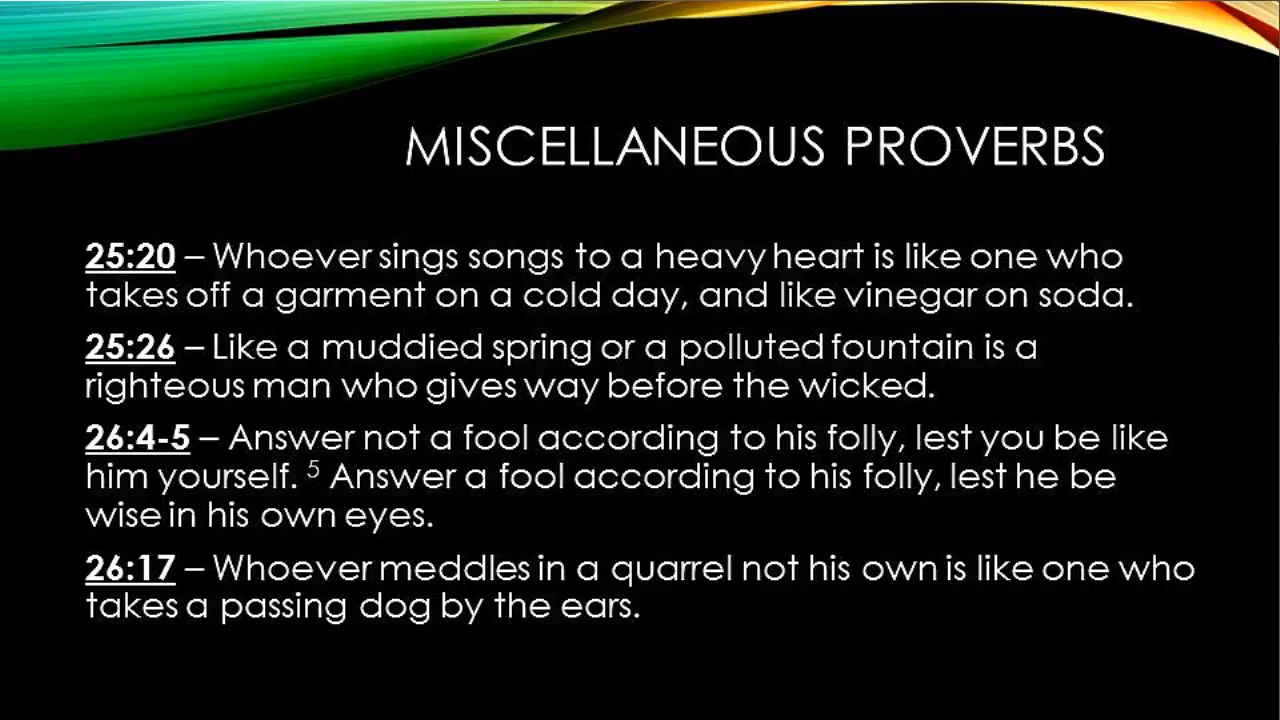 MISCELLANEOUS PROVERBS
25:20 – Whoever sings songs to a heavy heart is like one who
takes off a garment on a cold day, and like vinegar on soda.
25:26 – Like a muddied spring or a polluted fountain is a
righteous man who gives way before the wicked.
26:4-5 – Answer not a fool according to his folly, lest you be like
him yourself. ⁵ Answer a fool according to his folly, lest he be
wise in his own eyes.
26:17 – Whoever meddles in a quarrel not his own is like one who
takes a passing dog by the ears.